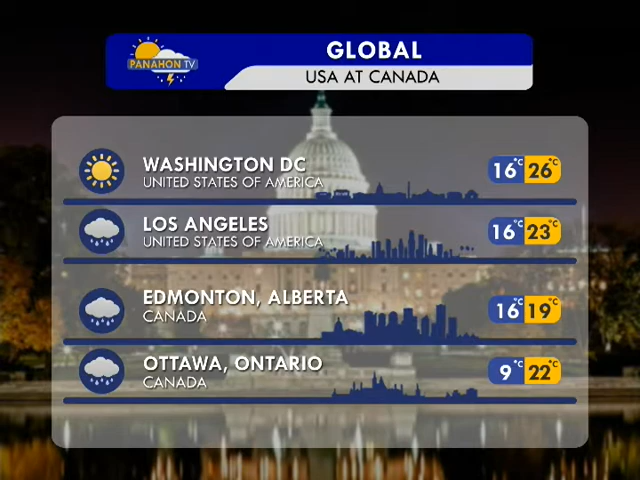 PANAHON TV
GLOBAL
USA AT CANADA
WASHINGTON DC
UNITED STATES OF AMERICA
16°C 26°C
LOS ANGELES
UNITED STATES OF AMERICA
16°C 23°C
EDMONTON, ALBERTA
CANADA
16°C 19°C
OTTAWA, ONTARIO
CANADA
9°C 22°C